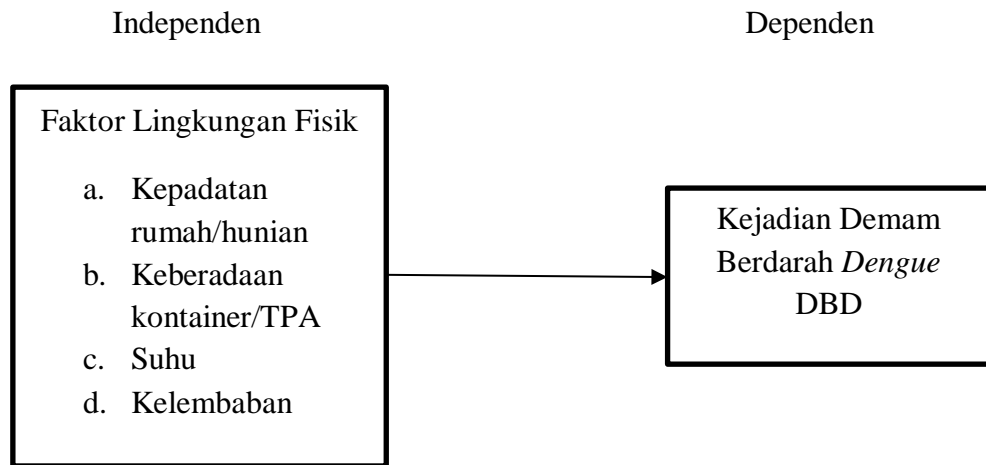 Independen
Dependen
Faktor Lingkungan Fisik
a. Kepadatan
rumah/hunian
b. Keberadaan
kontainer/TPA
c. Suhu
d. Kelembaban
Kejadian Demam
Berdarah Dengue
DBD